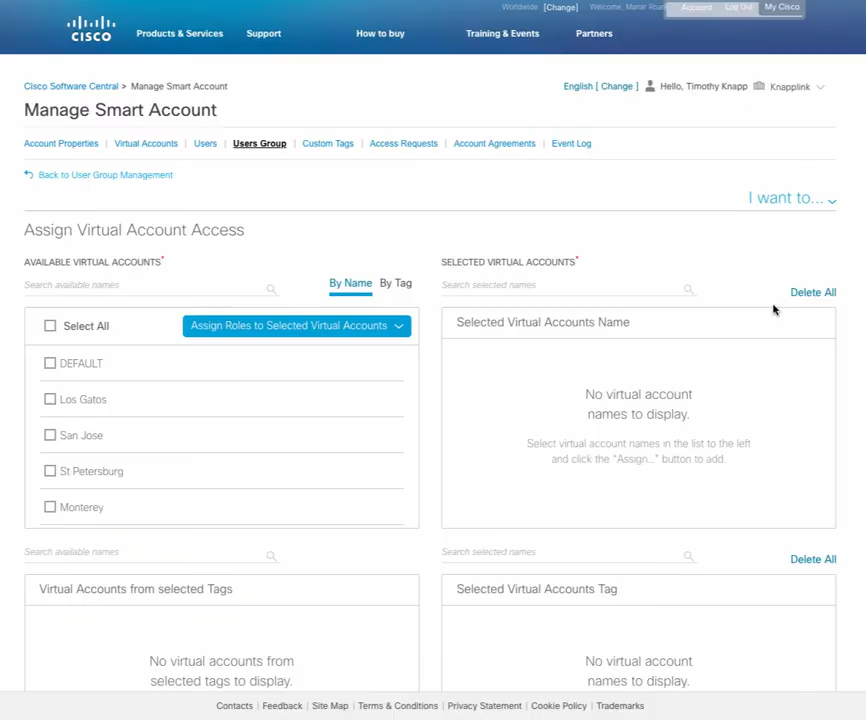 Worldwide [Change] Welcome, Account Log Out My Cisco
CISCO
Products & Services Support How to buy Training & Events Partners
Cisco Software Central > Manage Smart Account
English [ Change ] Hello, Timothy Knapp Knapplink
Manage Smart Account
Account Properties | Virtual Accounts | Users | Users Group | Custom Tags | Access Requests | Account Agreements | Event Log
Back to User Group Management
I want to...
Assign Virtual Account Access
AVAILABLE VIRTUAL ACCOUNTS*
Search available names
By Name By Tag
Select All
Assign Roles to Selected Virtual Accounts
DEFAULT
Los Gatos
San Jose
St Petersburg
Monterey
SELECTED VIRTUAL ACCOUNTS*
Search selected names
Delete All
Selected Virtual Accounts Name
No virtual account
names to display.
Select virtual account names in the list to the left
and click the "Assign..." button to add.
Search available names
Virtual Accounts from selected Tags
No virtual accounts from
selected tags to display.
Search selected names
Delete All
Selected Virtual Accounts Tag
No virtual account
names to display.
Contacts | Feedback | Site Map | Terms & Conditions | Privacy Statement | Cookie Policy | Trademarks